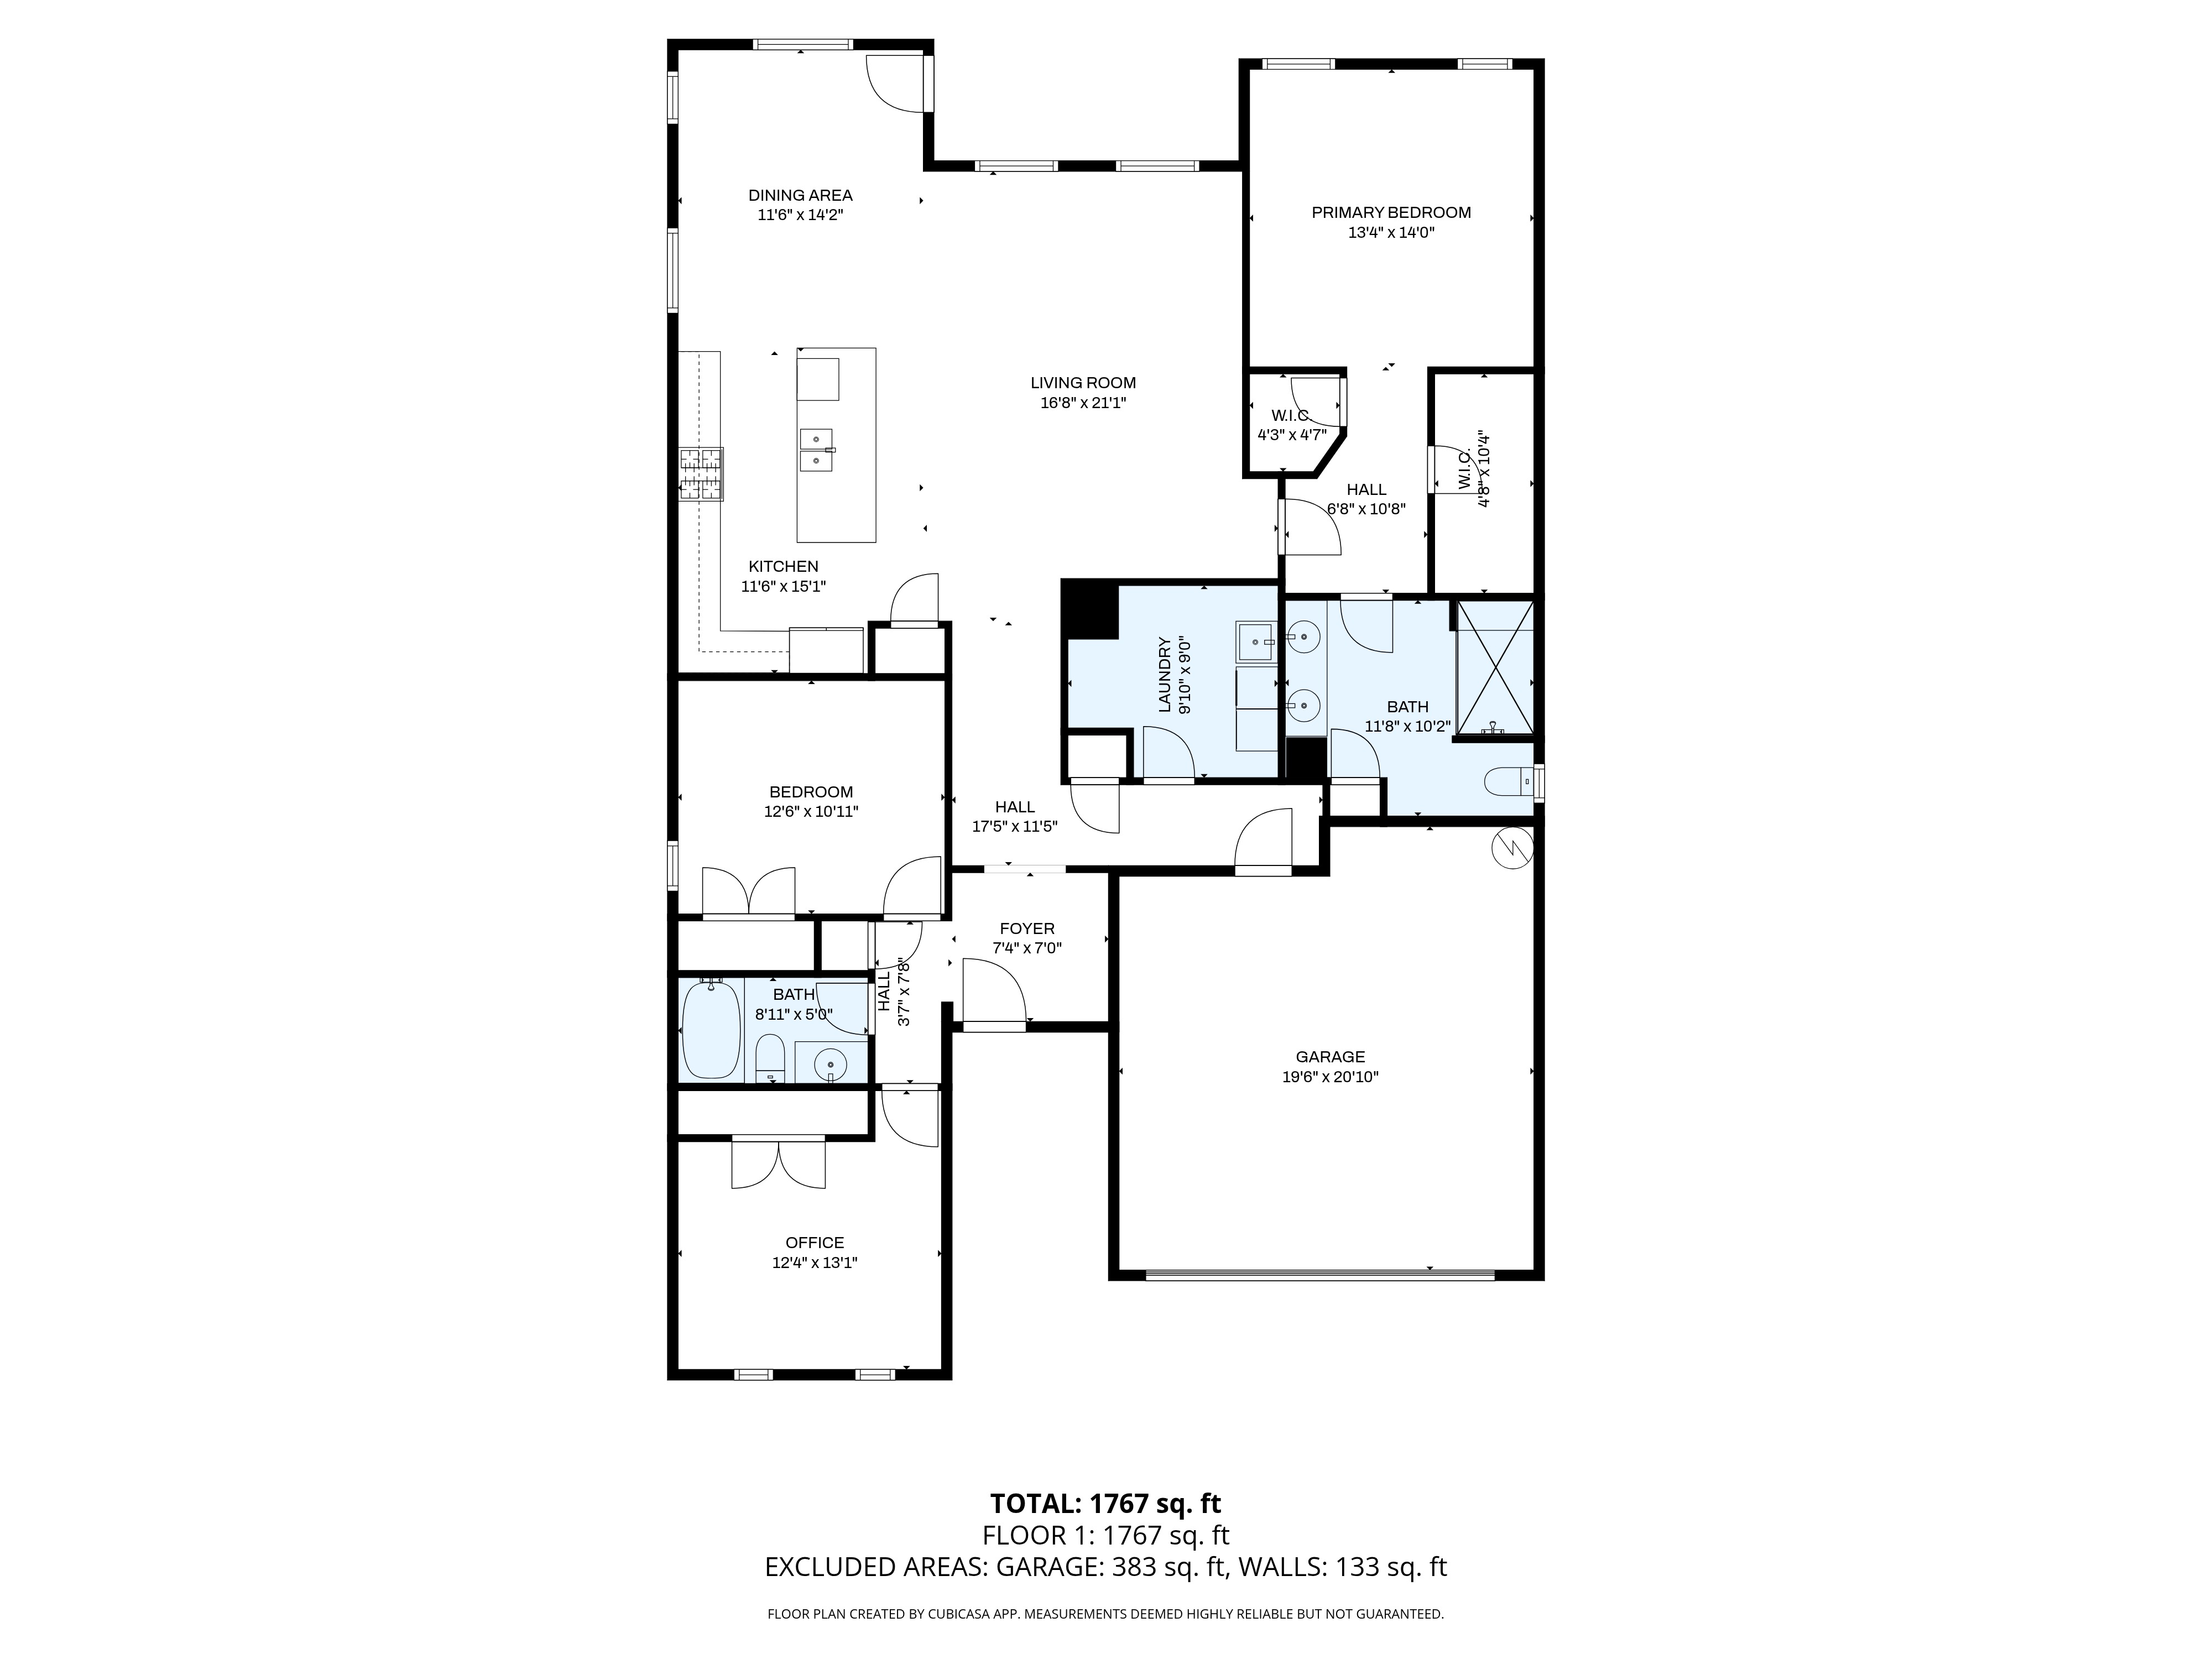 DINING AREA
11'6" x 14'2"
PRIMARY BEDROOM
13'4" x 14'0"
LIVING ROOM
16'8" x 21'1"
W.I.C.
4'3" x 4'7"
W.I.C.
4'8" x 10'4"
HALL
6'8" x 10'8"
KITCHEN
11'6" x 15'1"
LAUNDRY
9'10" x 9'0"
BATH
11'8" x 10'2"
BEDROOM
12'6" x 10'11"
HALL
17'5" x 11'5"
FOYER
7'4" x 7'0"
HALL
3'7" x 7'8"
BATH
8'11" x 5'0"
GARAGE
19'6" x 20'10"
OFFICE
12'4" x 13'1"
TOTAL: 1767 sq. ft
FLOOR 1: 1767 sq. ft
EXCLUDED AREAS: GARAGE: 383 sq. ft, WALLS: 133 sq. ft
FLOOR PLAN CREATED BY CUBICASA APP. MEASUREMENTS DEEMED HIGHLY RELIABLE BUT NOT GUARANTEED.